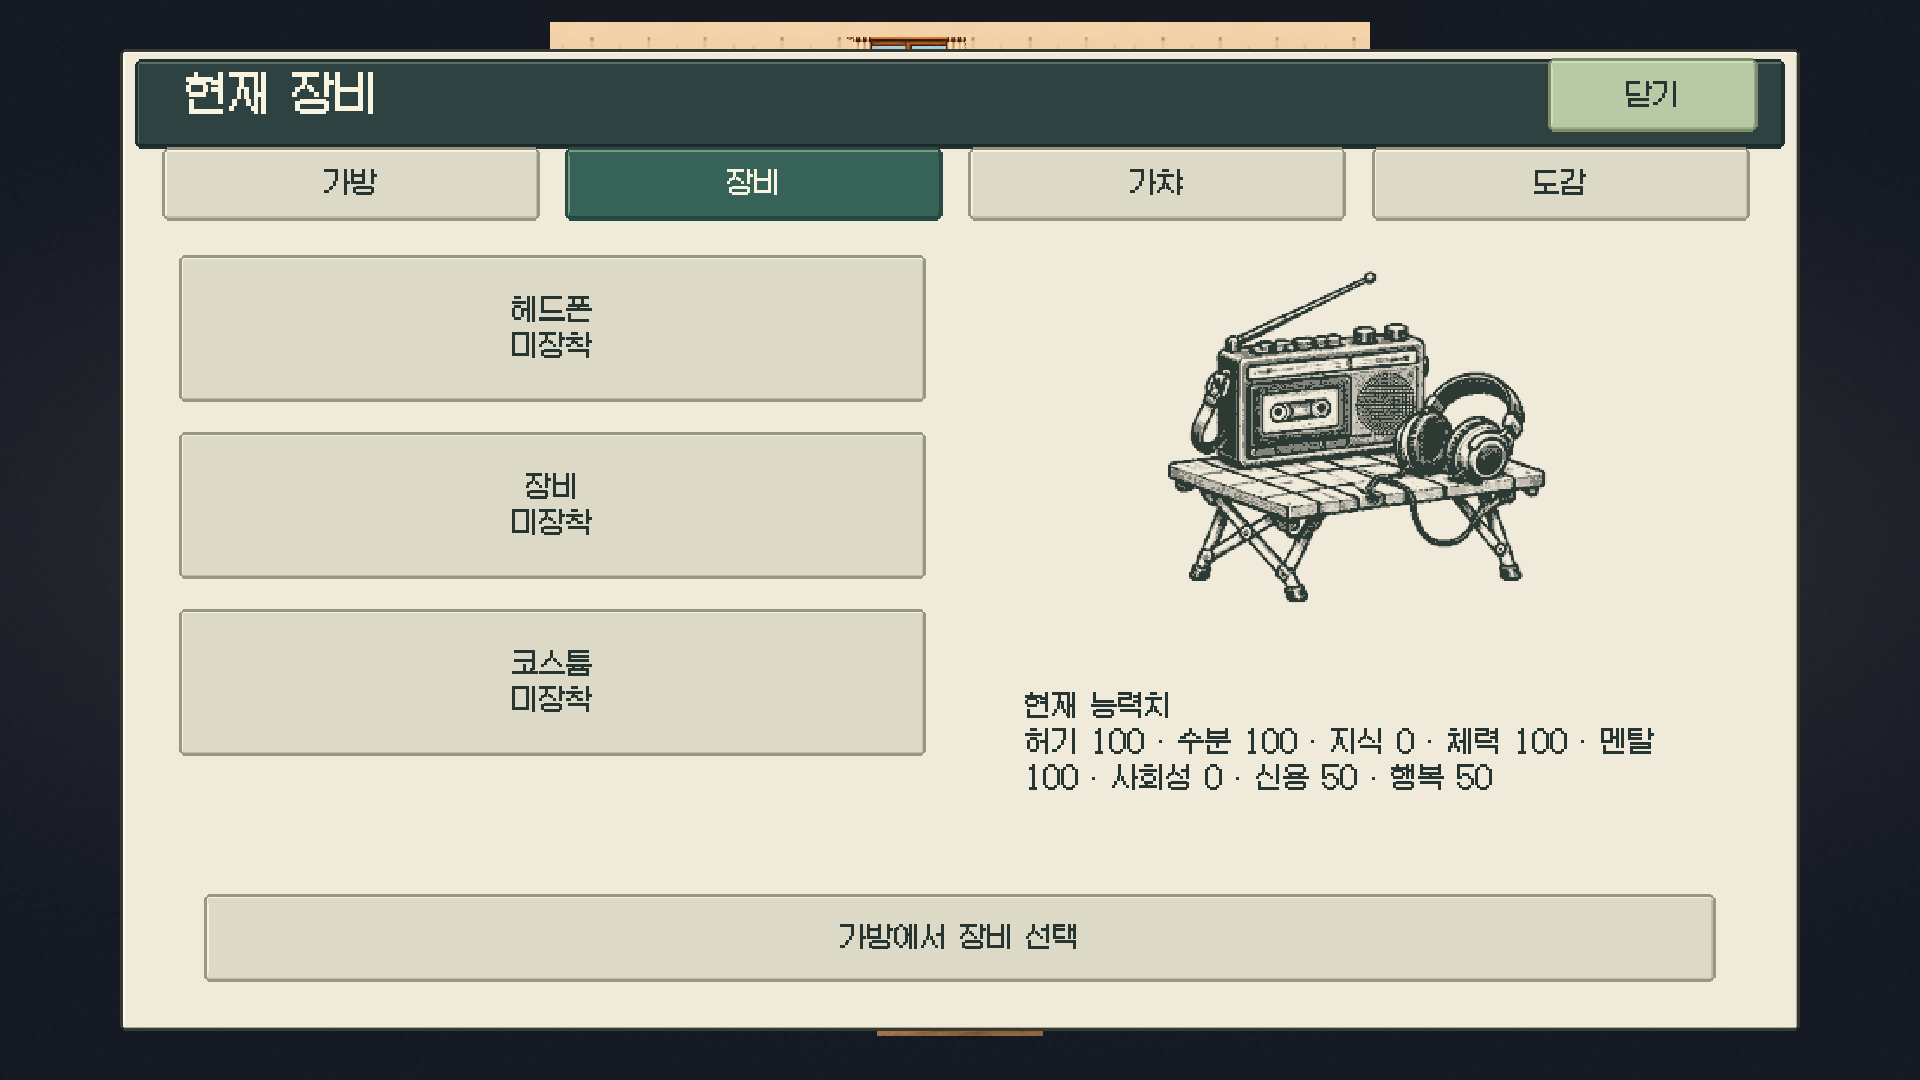 현재 장비
닫기
가방
장비
가챠
도감
헤드폰
미장착
장비
미장착
코스튬
미장착
현재 능력치
허기 100 · 수분 100 · 지식 0 · 체력 100 · 멘탈
100 · 사회성 0 · 신용 50 · 행복 50
가방에서 장비 선택